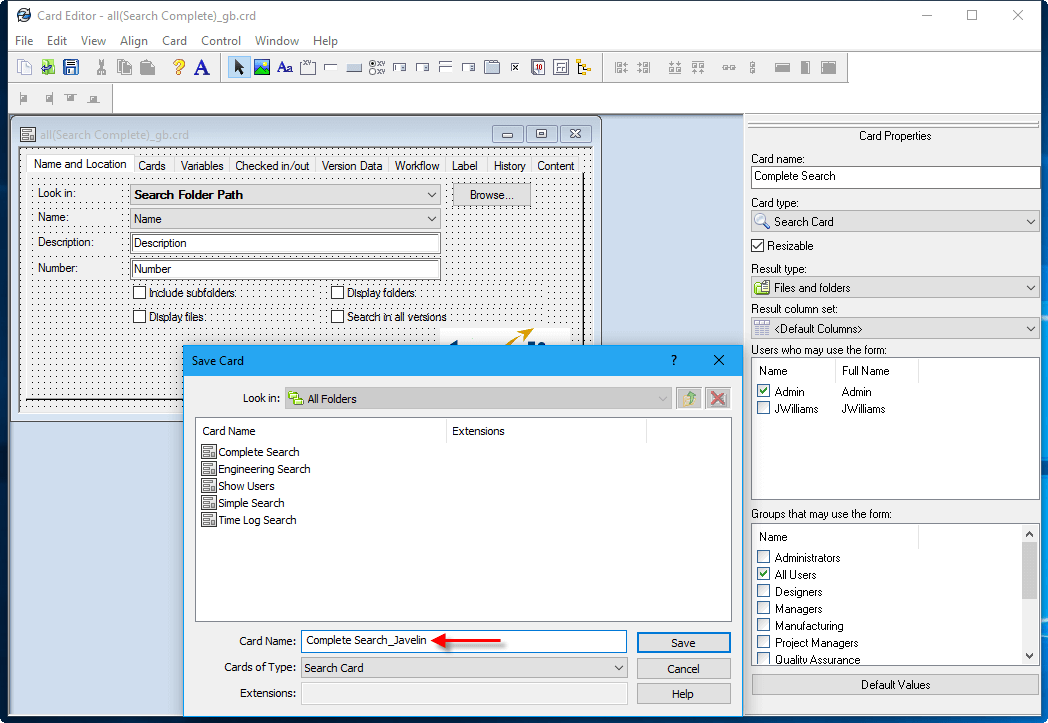 Card Editor - all(Search Complete)_gb.crd
File Edit View Align Card Control Window Help
all(Search Complete)_gb.crd
Name and Location Cards Variables Checked in/out Version Data Workflow Label History Content
Look in: Search Folder Path Browse...
Name: Name
Description: Description
Number: Number
Include subfolders Display folders
Display files Search in all versions
Card Properties
Card name:
Complete Search
Card type:
Search Card
Resizable
Result type:
Files and folders
Result column set:
<Default Columns>
Users who may use the form:
Name Full Name
Admin Admin
JWilliams JWilliams
Groups that may use the form:
Name
Administrators
All Users
Designers
Managers
Manufacturing
Project Managers
Quality Assurance
Default Values
Save Card ?
Look in: All Folders
Card Name Extensions
Complete Search
Engineering Search
Show Users
Simple Search
Time Log Search
Card Name: Complete Search_Javelin Save
Cards of Type: Search Card Cancel
Extensions: Help